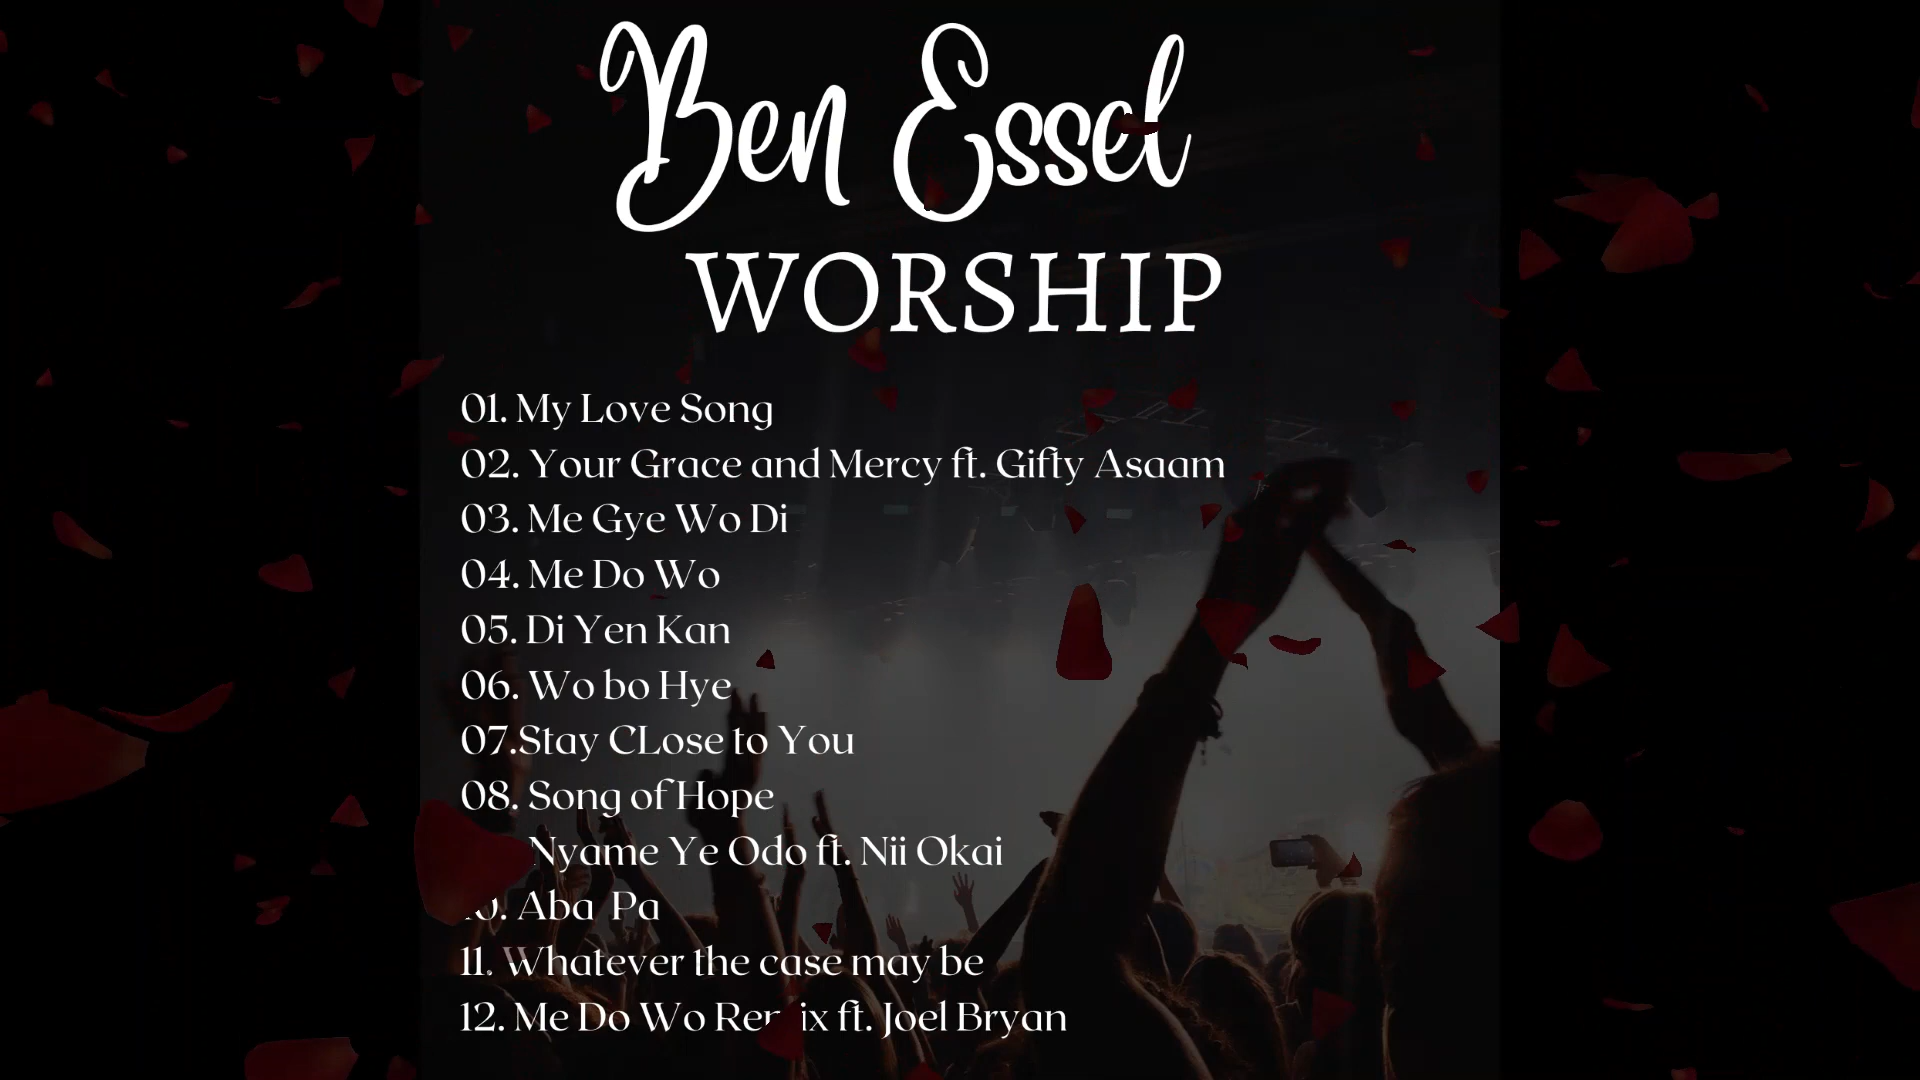 Ben Essel
WORSHIP
01. My Love Song
02. Your Grace and Mercy ft. Gifty Asaam
03. Me Gye Wo Di
04. Me Do Wo
05. Di Yen Kan
06. Wo bo Hye
07.Stay CLose to You
08. Song of Hope
Nyame Ye Odo ft. Nii Okai
10. Aba Pa
11. Whatever the case may be
12. Me Do Wo Remix ft. Joel Bryan